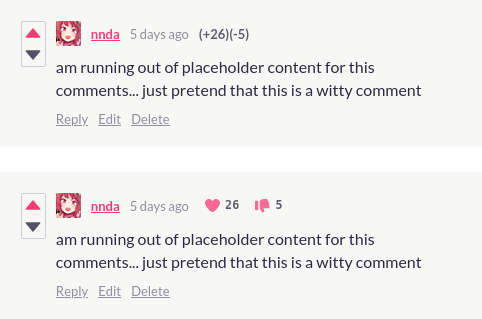 nnda 5 days ago (+26)(-5)
am running out of placeholder content for this
comments... just pretend that this is a witty comment
Reply Edit Delete
nnda 5 days ago 26 5
am running out of placeholder content for this
comments... just pretend that this is a witty comment
Reply Edit Delete